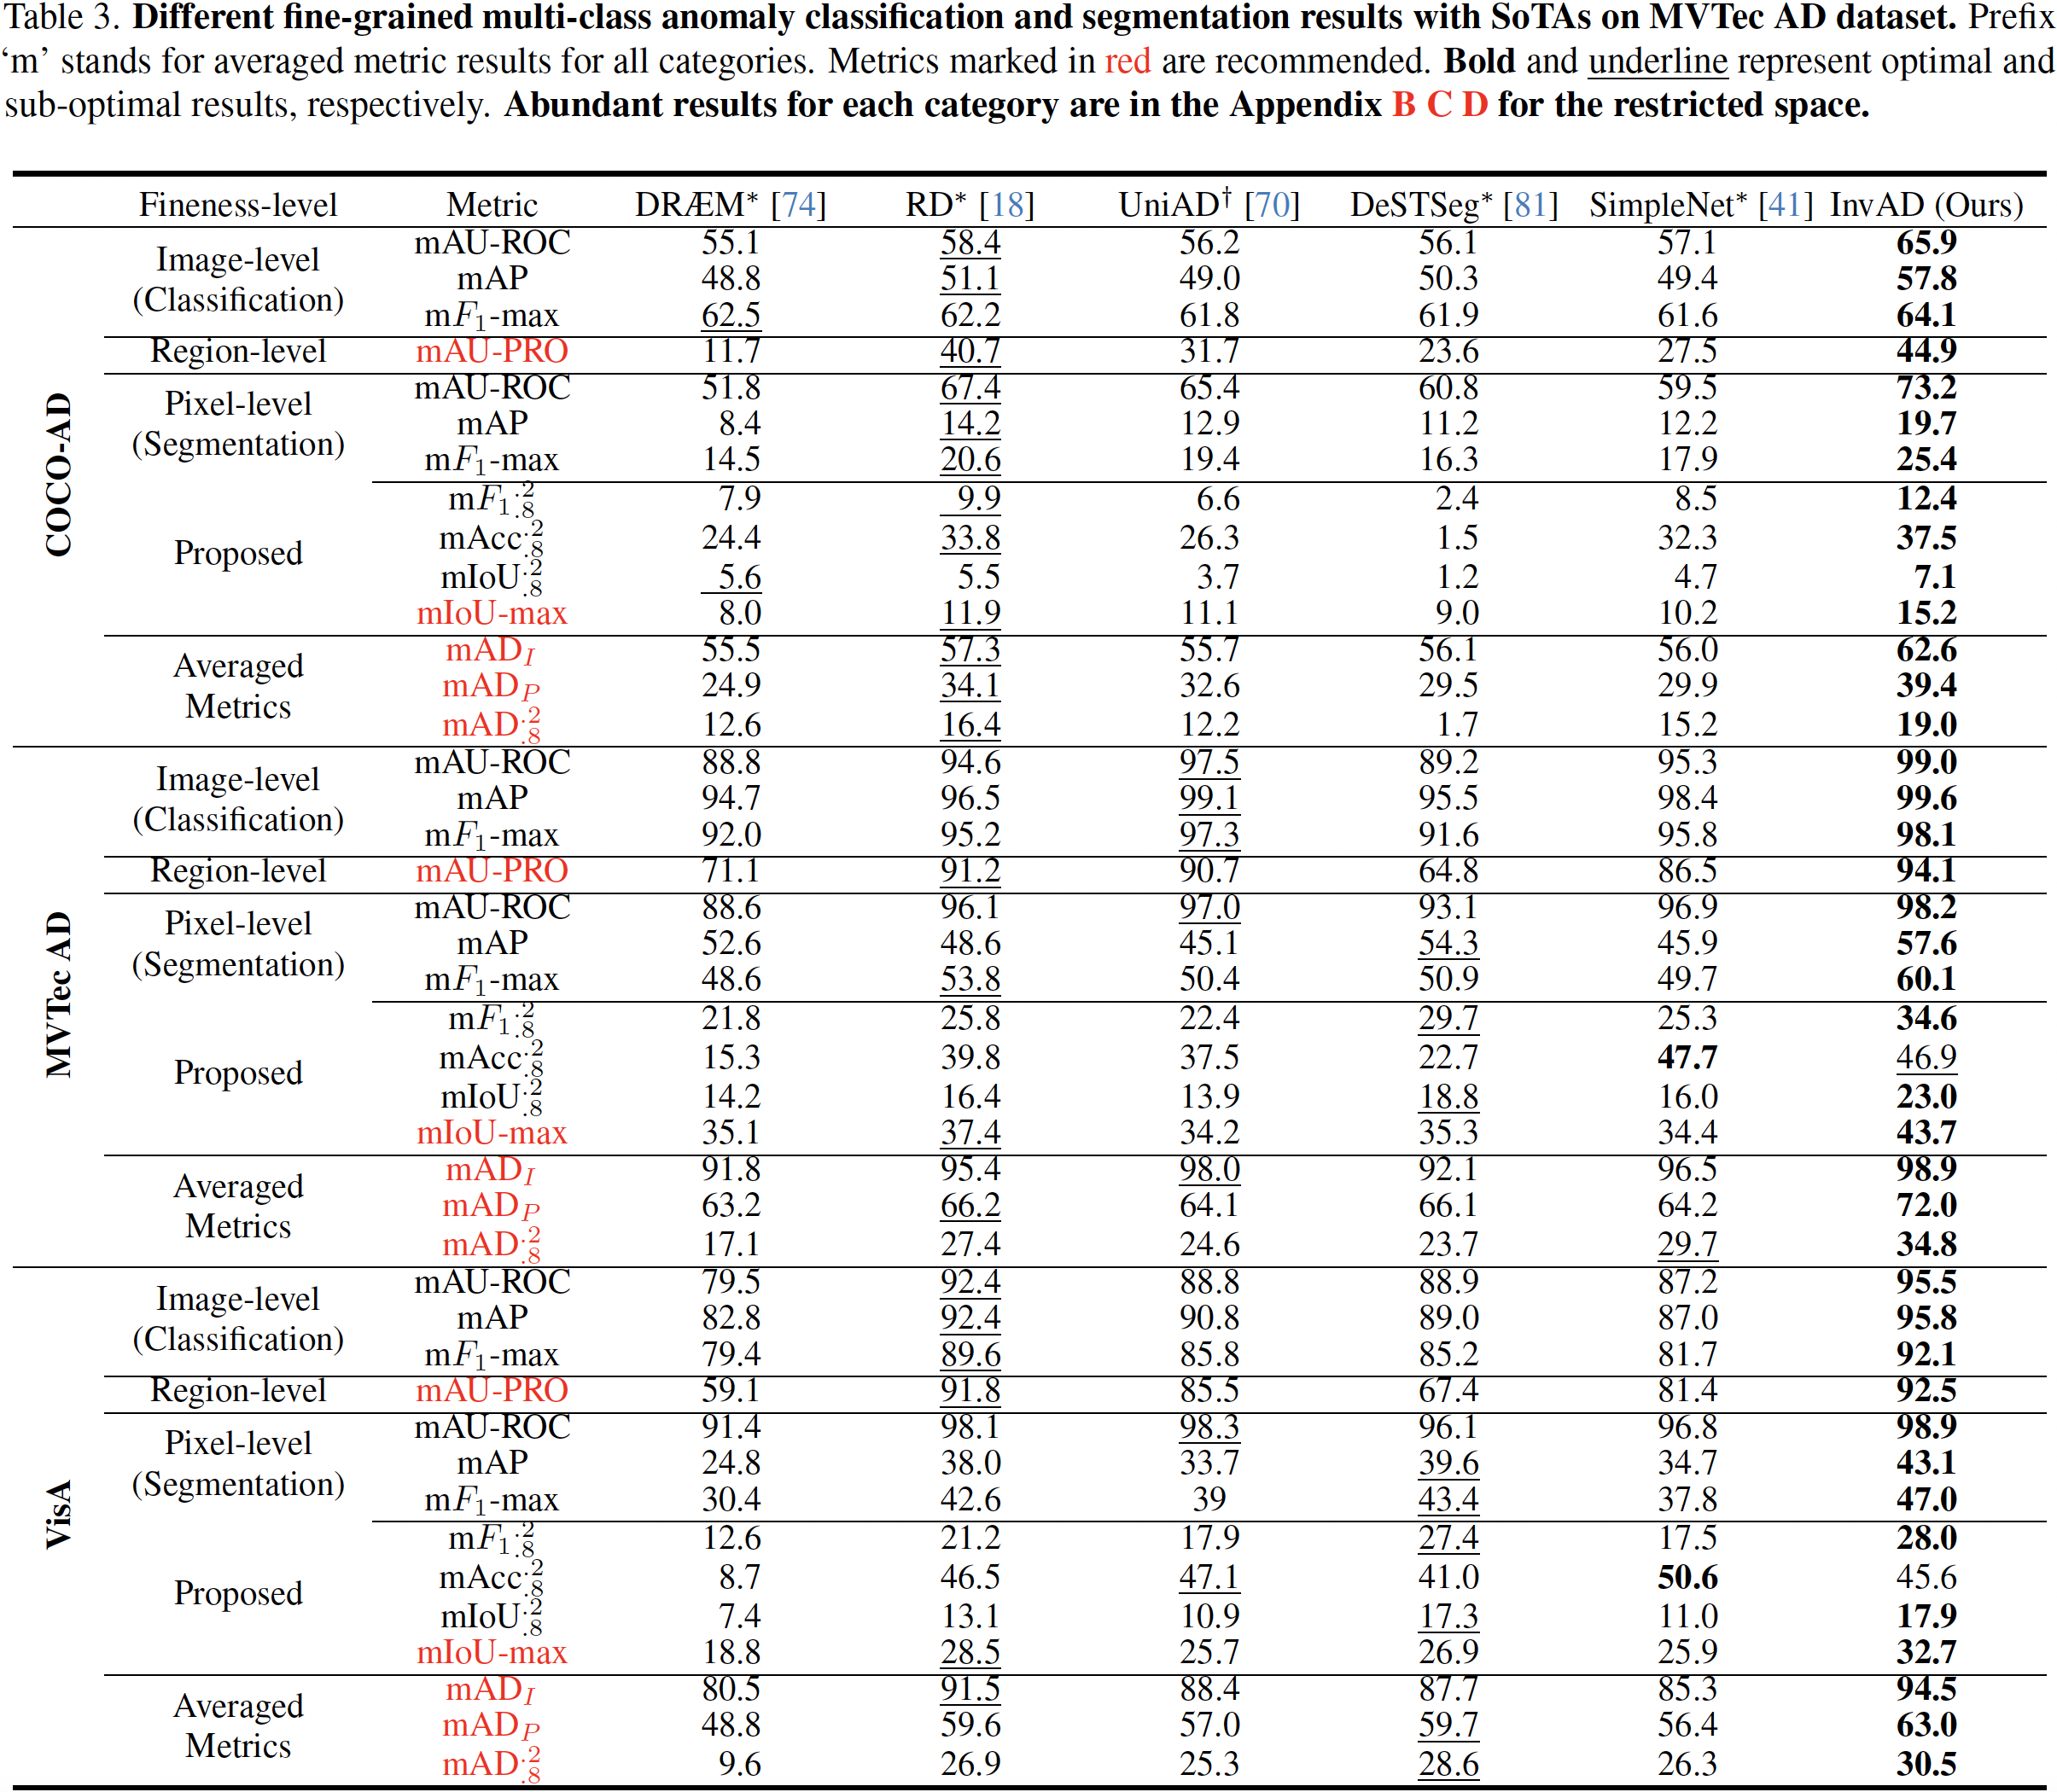 Table 3. Different fine-grained multi-class anomaly classification and segmentation results with SoTAs on MVTec AD dataset. Prefix
‘m’ stands for averaged metric results for all categories. Metrics marked in red are recommended. Bold and underline represent optimal and
sub-optimal results, respectively. Abundant results for each category are in the Appendix B C D for the restricted space.
Fineness-level Metric DRÆM* [74] RD* [18] UniAD† [70] DeSTSeg* [81] SimpleNet* [41] InvAD (Ours)
COCO-AD
Image-level (Classification)
mAU-ROC 55.1 58.4 56.2 56.1 57.1 65.9
mAP 48.8 51.1 49.0 50.3 49.4 57.8
mF1-max 62.5 62.2 61.8 61.9 61.6 64.1
Region-level mAU-PRO 11.7 40.7 31.7 23.6 27.5 44.9
Pixel-level (Segmentation)
mAU-ROC 51.8 67.4 65.4 60.8 59.5 73.2
mAP 8.4 14.2 12.9 11.2 12.2 19.7
mF1-max 14.5 20.6 19.4 16.3 17.9 25.4
Proposed
mF1.2.8 7.9 9.9 6.6 2.4 8.5 12.4
mAcc.2.8 24.4 33.8 26.3 1.5 32.3 37.5
mIoU.2.8 5.6 5.5 3.7 1.2 4.7 7.1
mIoU-max 8.0 11.9 11.1 9.0 10.2 15.2
Averaged Metrics
mADI 55.5 57.3 55.7 56.1 56.0 62.6
mADP 24.9 34.1 32.6 29.5 29.9 39.4
mAD.2.8 12.6 16.4 12.2 1.7 15.2 19.0
MVTec AD
Image-level (Classification)
mAU-ROC 88.8 94.6 97.5 89.2 95.3 99.0
mAP 94.7 96.5 99.1 95.5 98.4 99.6
mF1-max 92.0 95.2 97.3 91.6 95.8 98.1
Region-level mAU-PRO 71.1 91.2 90.7 64.8 86.5 94.1
Pixel-level (Segmentation)
mAU-ROC 88.6 96.1 97.0 93.1 96.9 98.2
mAP 52.6 48.6 45.1 54.3 45.9 57.6
mF1-max 48.6 53.8 50.4 50.9 49.7 60.1
Proposed
mF1.2.8 21.8 25.8 22.4 29.7 25.3 34.6
mAcc.2.8 15.3 39.8 37.5 22.7 47.7 46.9
mIoU.2.8 14.2 16.4 13.9 18.8 16.0 23.0
mIoU-max 35.1 37.4 34.2 35.3 34.4 43.7
Averaged Metrics
mADI 91.8 95.4 98.0 92.1 96.5 98.9
mADP 63.2 66.2 64.1 66.1 64.2 72.0
mAD.2.8 17.1 27.4 24.6 23.7 29.7 34.8
VisA
Image-level (Classification)
mAU-ROC 79.5 92.4 88.8 88.9 87.2 95.5
mAP 82.8 92.4 90.8 89.0 87.0 95.8
mF1-max 79.4 89.6 85.8 85.2 81.7 92.1
Region-level mAU-PRO 59.1 91.8 85.5 67.4 81.4 92.5
Pixel-level (Segmentation)
mAU-ROC 91.4 98.1 98.3 96.1 96.8 98.9
mAP 24.8 38.0 33.7 39.6 34.7 43.1
mF1-max 30.4 42.6 39 43.4 37.8 47.0
Proposed
mF1.2.8 12.6 21.2 17.9 27.4 17.5 28.0
mAcc.2.8 8.7 46.5 47.1 41.0 50.6 45.6
mIoU.2.8 7.4 13.1 10.9 17.3 11.0 17.9
mIoU-max 18.8 28.5 25.7 26.9 25.9 32.7
Averaged Metrics
mADI 80.5 91.5 88.4 87.7 85.3 94.5
mADP 48.8 59.6 57.0 59.7 56.4 63.0
mAD.2.8 9.6 26.9 25.3 28.6 26.3 30.5